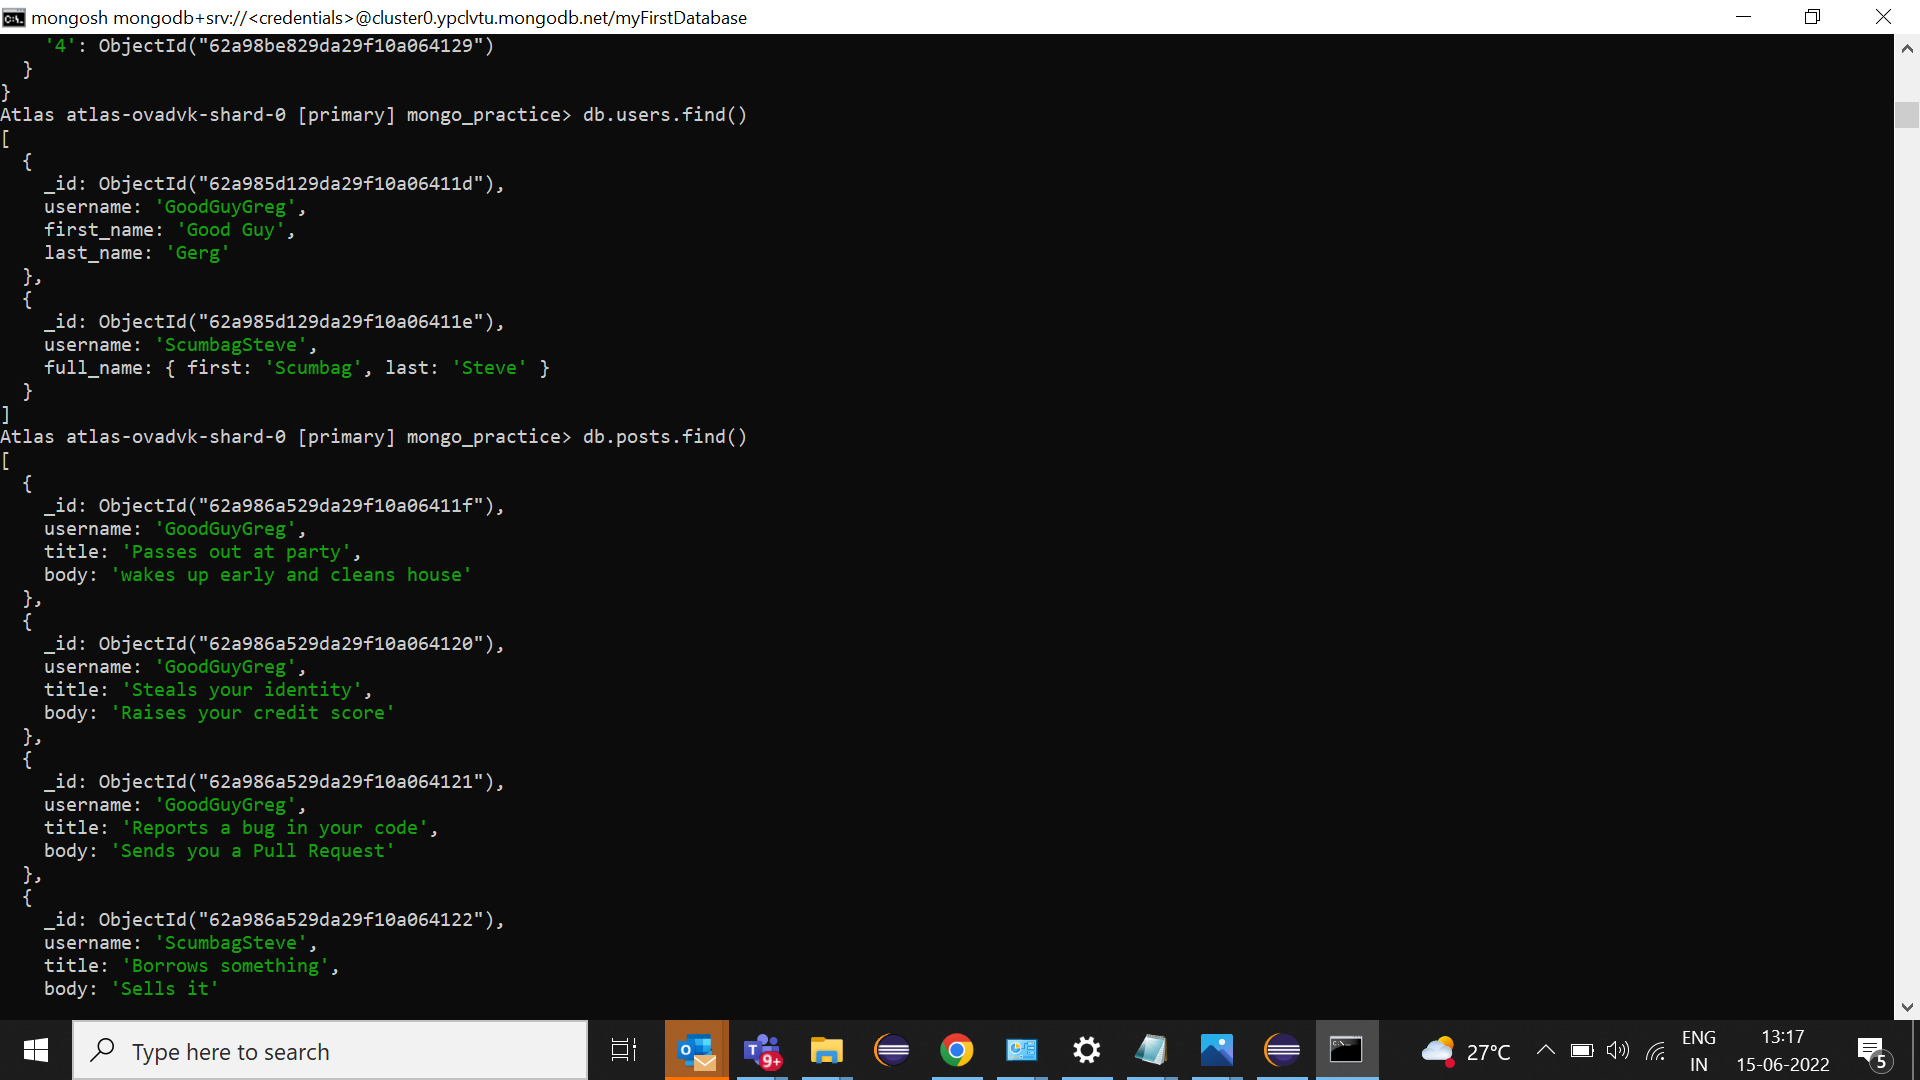 mongosh mongodb+srv://<credentials>@cluster0.ypclvtu.mongodb.net/myFirstDatabase
'4': ObjectId("62a98be829da29f10a064129")
}
}
Atlas atlas-ovadvk-shard-0 [primary] mongo_practice> db.users.find()
[
{
_id: ObjectId("62a985d129da29f10a06411d"),
username: 'GoodGuyGreg',
first_name: 'Good Guy',
last_name: 'Gerg'
},
{
_id: ObjectId("62a985d129da29f10a06411e"),
username: 'ScumbagSteve',
full_name: { first: 'Scumbag', last: 'Steve' }
}
]
Atlas atlas-ovadvk-shard-0 [primary] mongo_practice> db.posts.find()
[
{
_id: ObjectId("62a986a529da29f10a06411f"),
username: 'GoodGuyGreg',
title: 'Passes out at party',
body: 'wakes up early and cleans house'
},
{
_id: ObjectId("62a986a529da29f10a064120"),
username: 'GoodGuyGreg',
title: 'Steals your identity',
body: 'Raises your credit score'
},
{
_id: ObjectId("62a986a529da29f10a064121"),
username: 'GoodGuyGreg',
title: 'Reports a bug in your code',
body: 'Sends you a Pull Request'
},
{
_id: ObjectId("62a986a529da29f10a064122"),
username: 'ScumbagSteve',
title: 'Borrows something',
body: 'Sells it'
Type here to search
9+
27°C
ENG
IN
13:17
15-06-2022
5